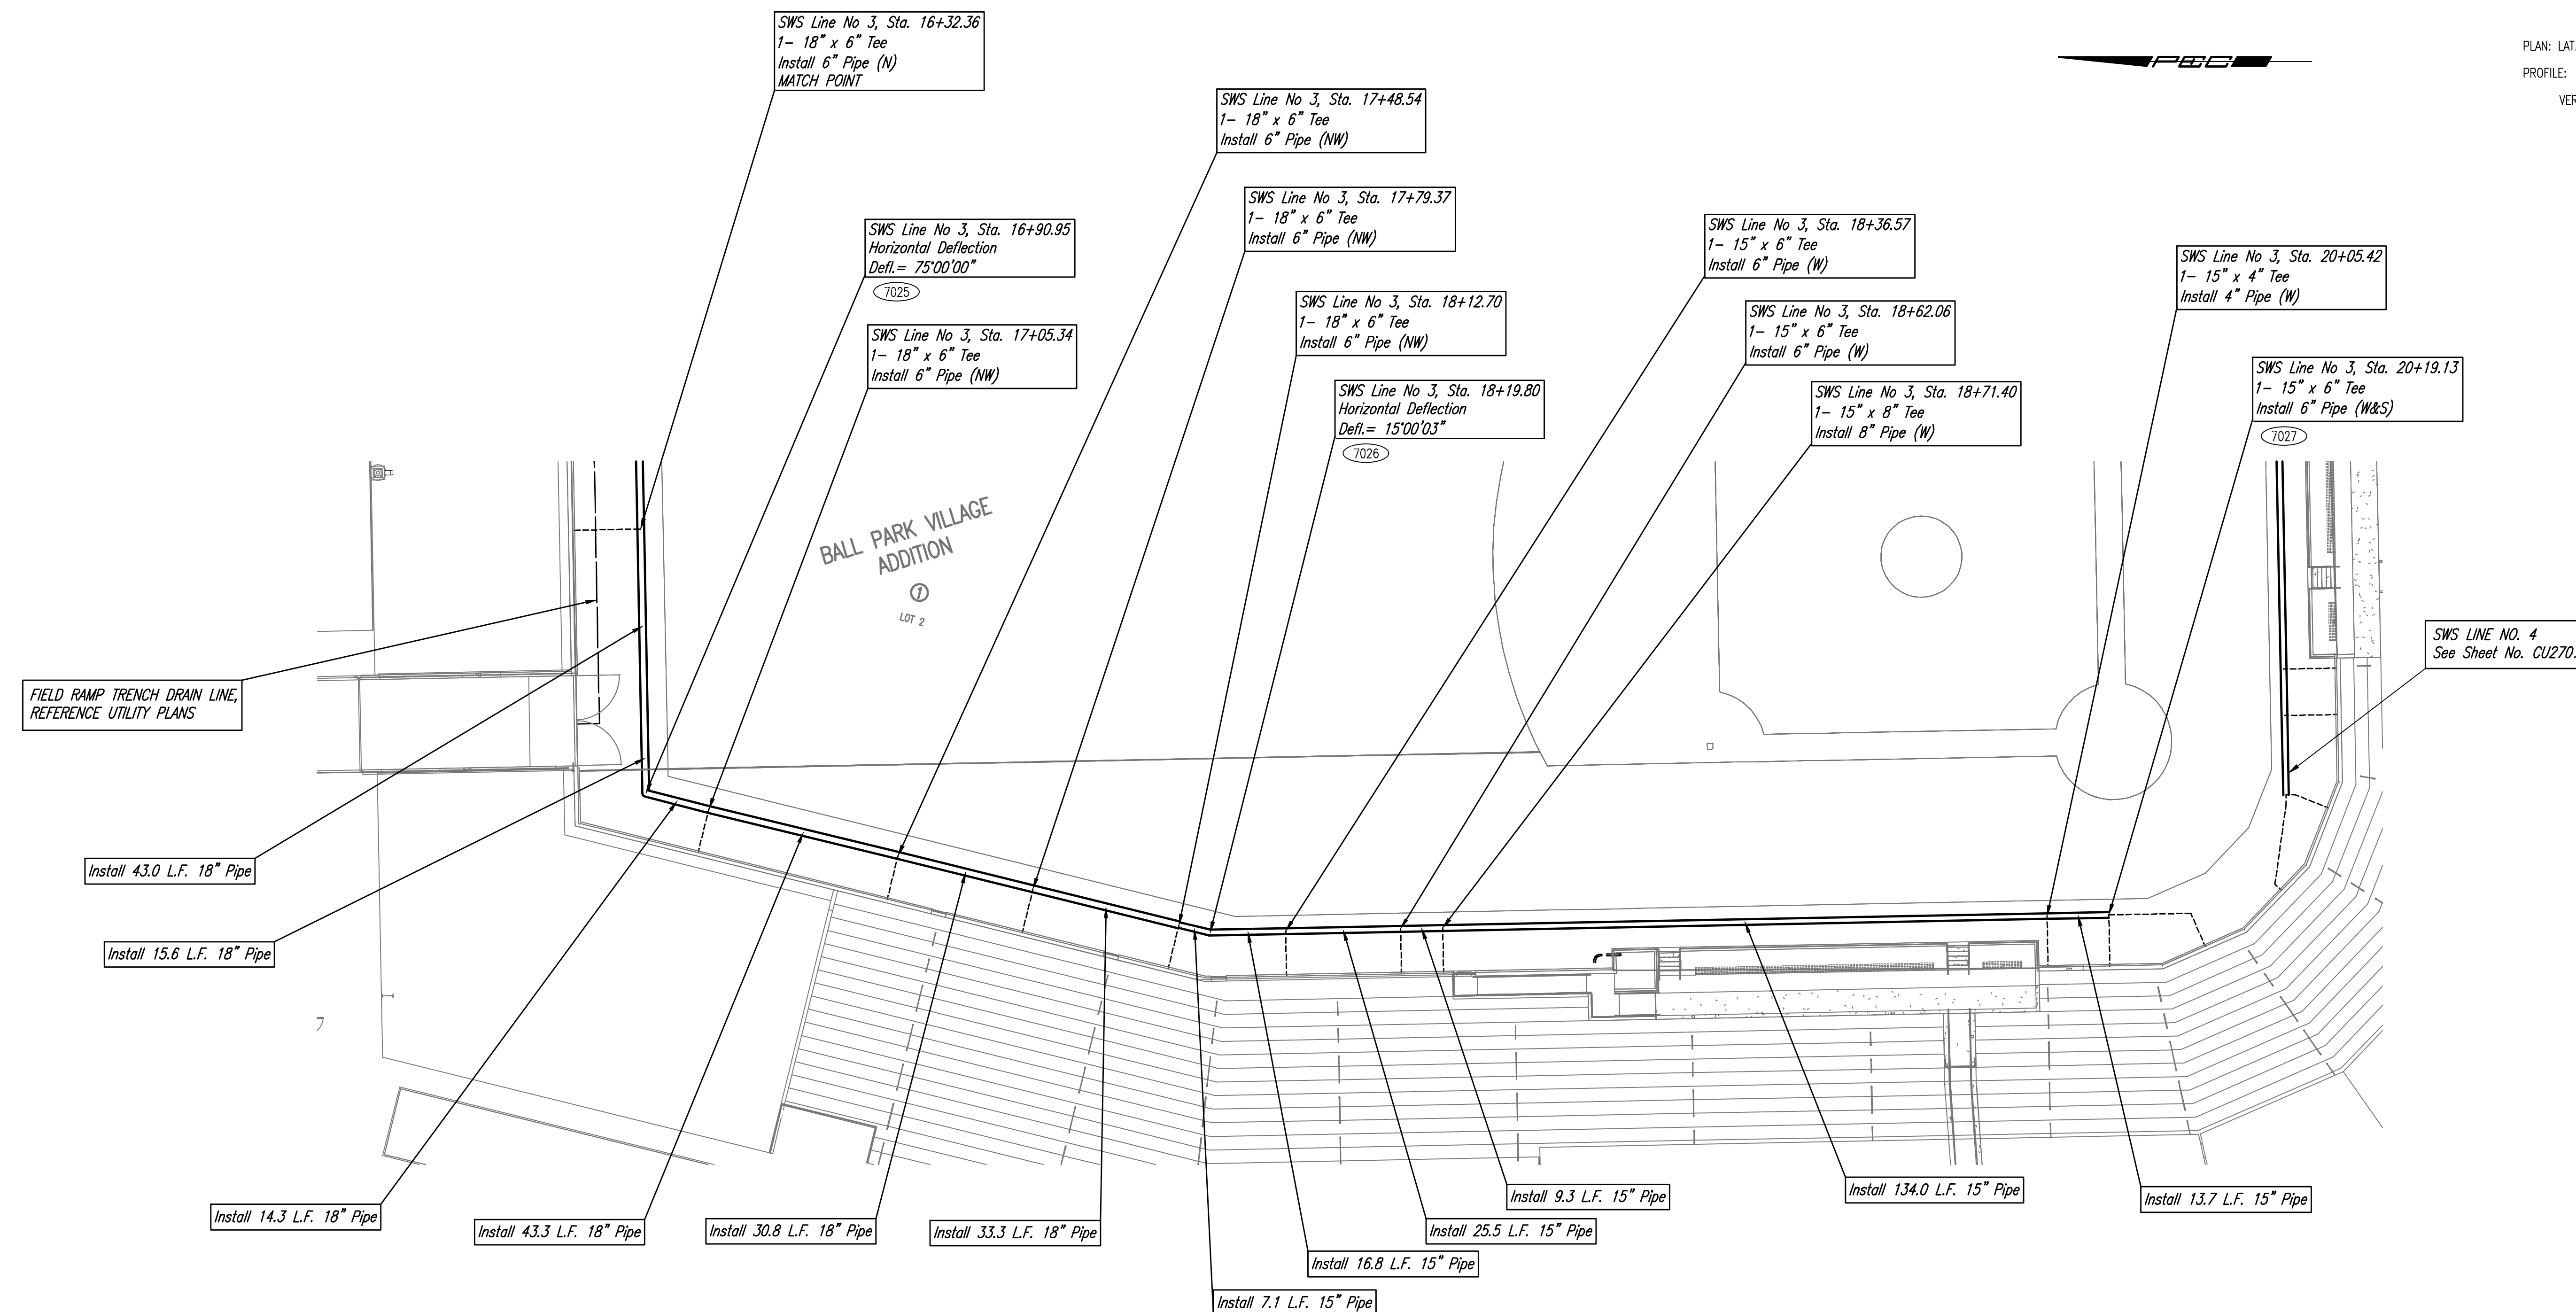 SWS Line No 3, Sta. 16+32.36
1- 18" x 6" Tee
Install 6" Pipe (N)
MATCH POINT
PEC
PLAN: LAT.
PROFILE:
VER
SWS Line No 3, Sta. 17+48.54
1- 18" x 6" Tee
Install 6" Pipe (NW)
SWS Line No 3, Sta. 17+79.37
1- 18" x 6" Tee
Install 6" Pipe (NW)
SWS Line No 3, Sta. 16+90.95
Horizontal Deflection
Defl.= 75°00'00"
7025
SWS Line No 3, Sta. 18+36.57
1- 15" x 6" Tee
Install 6" Pipe (W)
SWS Line No 3, Sta. 20+05.42
1- 15" x 4" Tee
Install 4" Pipe (W)
SWS Line No 3, Sta. 18+12.70
1- 18" x 6" Tee
Install 6" Pipe (NW)
SWS Line No 3, Sta. 18+62.06
1- 15" x 6" Tee
Install 6" Pipe (W)
SWS Line No 3, Sta. 17+05.34
1- 18" x 6" Tee
Install 6" Pipe (NW)
SWS Line No 3, Sta. 20+19.13
1- 15" x 6" Tee
Install 6" Pipe (W&S)
7027
SWS Line No 3, Sta. 18+19.80
Horizontal Deflection
Defl.= 15°00'03"
7026
SWS Line No 3, Sta. 18+71.40
1- 15" x 8" Tee
Install 8" Pipe (W)
BALL PARK VILLAGE
ADDITION
1
LOT 2
SWS LINE NO. 4
See Sheet No. CU270.
FIELD RAMP TRENCH DRAIN LINE,
REFERENCE UTILITY PLANS
Install 43.0 L.F. 18" Pipe
Install 15.6 L.F. 18" Pipe
Install 14.3 L.F. 18" Pipe
Install 43.3 L.F. 18" Pipe
Install 30.8 L.F. 18" Pipe
Install 33.3 L.F. 18" Pipe
Install 7.1 L.F. 15" Pipe
Install 16.8 L.F. 15" Pipe
Install 25.5 L.F. 15" Pipe
Install 9.3 L.F. 15" Pipe
Install 134.0 L.F. 15" Pipe
Install 13.7 L.F. 15" Pipe